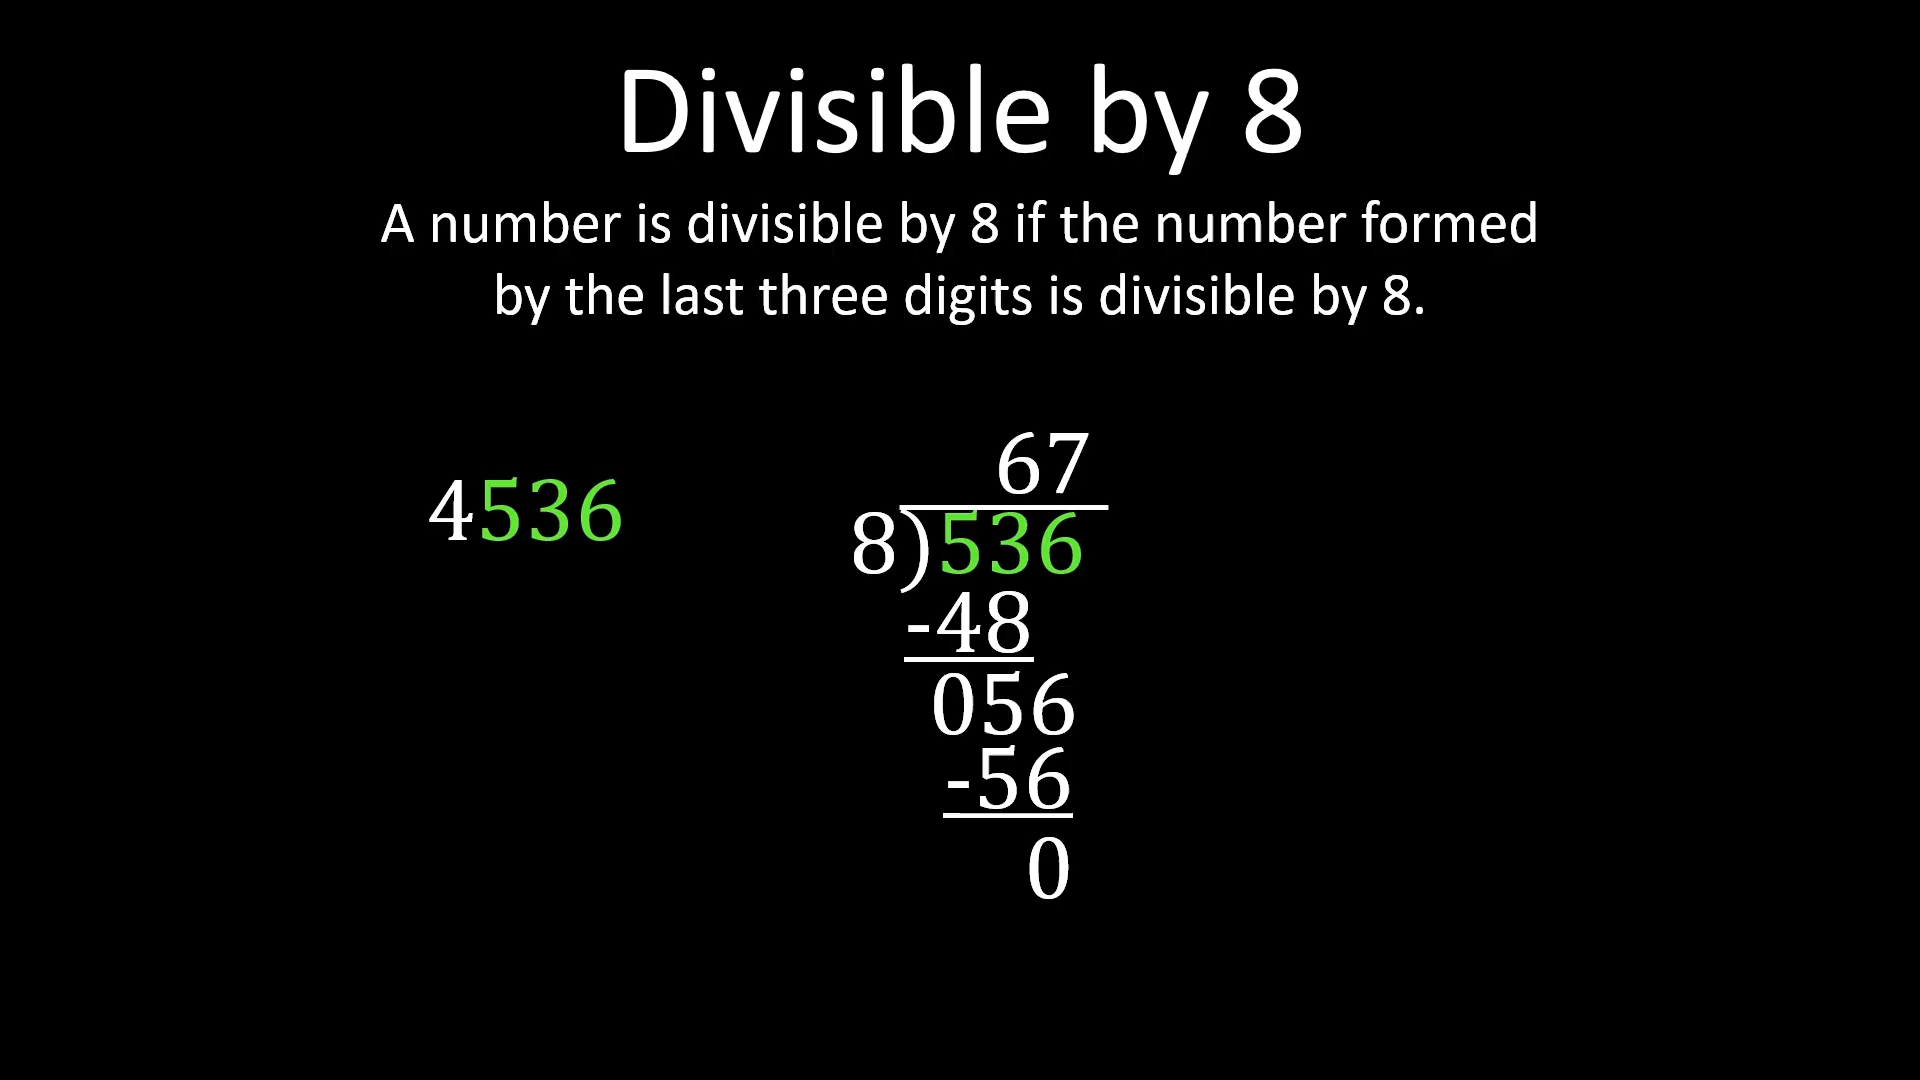 Divisible by 8
A number is divisible by 8 if the number formed
by the last three digits is divisible by 8.
4536
67
8)536
-48
056
-56
0